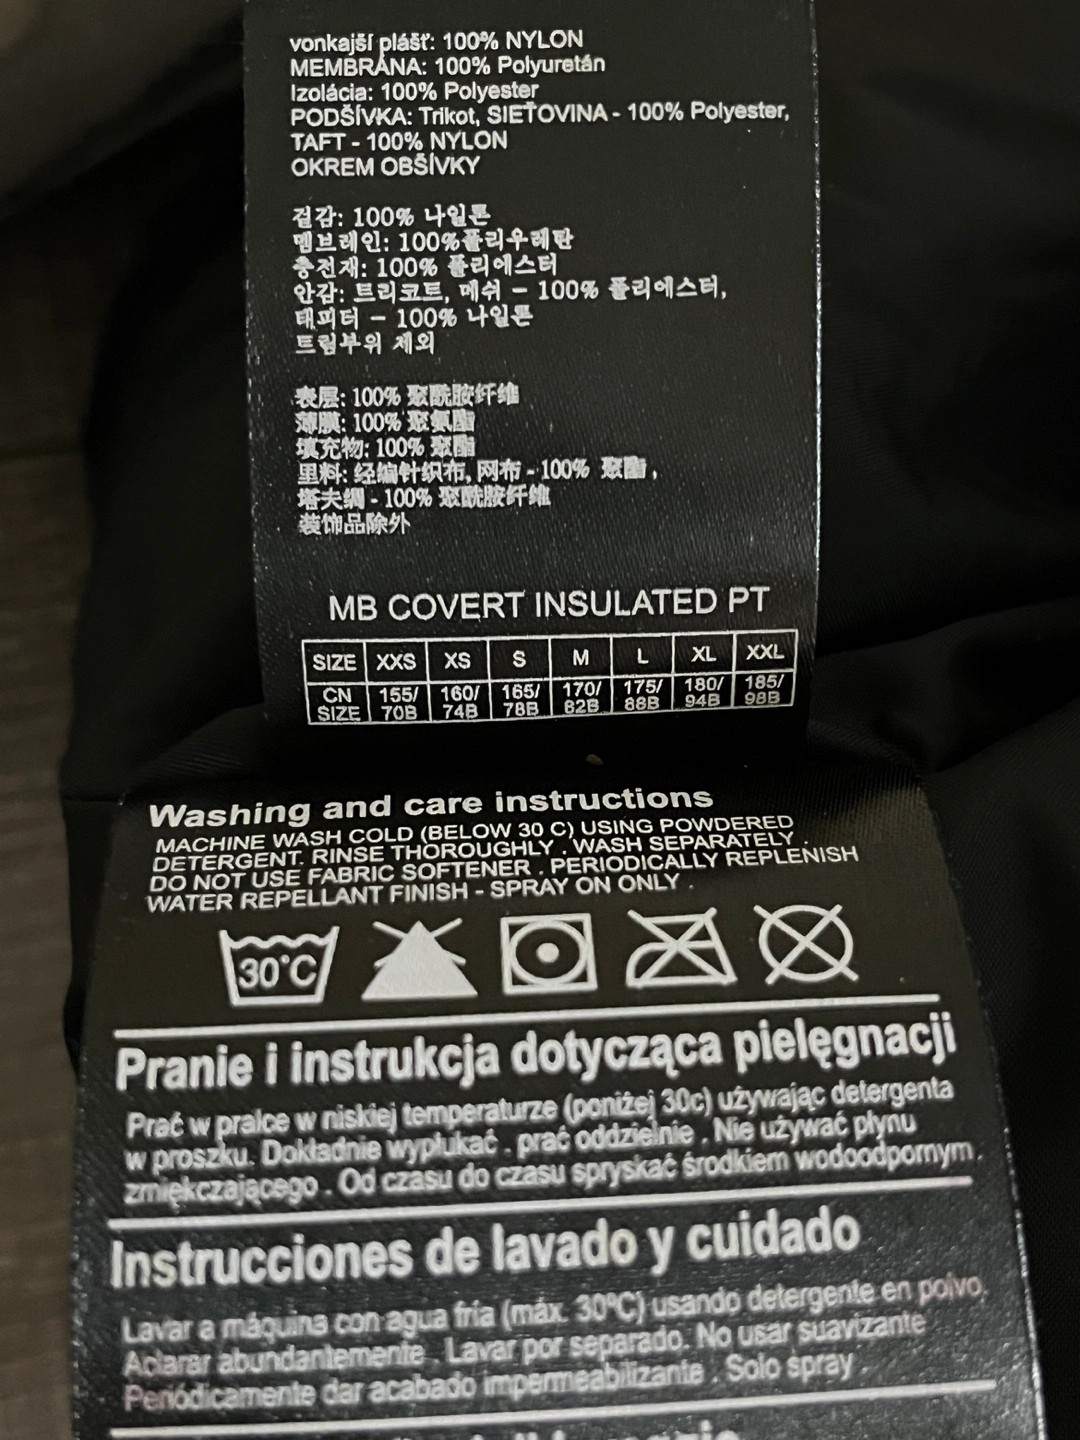 vonkajší plášť: 100% NYLON
MEMBRÁNA: 100% Polyuretán
Izolácia: 100% Polyester
PODŠÍVKA: Trikot, SIEŤOVINA - 100% Polyester,
TAFT - 100% NYLON
OKREM OBŠÍVKY
겉감: 100% 나일론
멤브레인: 100%폴리우레탄
충전재: 100% 폴리에스터
안감: 트리코트, 메쉬 - 100% 폴리에스터,
태피터 - 100% 나일론
트림부위 제외
表层: 100% 聚酰胺纤维
薄膜: 100% 聚氨酯
填充物: 100% 聚酯
里料: 经编针织布, 网布 - 100% 聚酯 ,
塔夫绸 - 100% 聚酰胺纤维
装饰品除外
MB COVERT INSULATED PT
SIZE XXS XS S M L XL XXL
CN SIZE 155/70B 160/74B 165/78B 170/82B 175/88B 180/94B 185/98B
Washing and care instructions
MACHINE WASH COLD (BELOW 30 C) USING POWDERED
DETERGENT. RINSE THOROUGHLY . WASH SEPARATELY .
DO NOT USE FABRIC SOFTENER . PERIODICALLY REPLENISH
WATER REPELLANT FINISH - SPRAY ON ONLY .
30°C
Pranie i instrukcja dotycząca pielęgnacji
Prać w pralce w niskiej temperaturze (poniżej 30c) używając detergenta
w proszku. Dokładnie wypłukać . prać oddzielnie . Nie używać płynu
zmiękczającego . Od czasu do czasu spryskać środkiem wodoodpornym .
Instrucciones de lavado y cuidado
Lavar a máquina con agua fría (máx. 30ºC) usando detergente en polvo.
Aclarar abundantemente . Lavar por separado. No usar suavizante
Periódicamente dar acabado impermeabilizante . Solo spray .